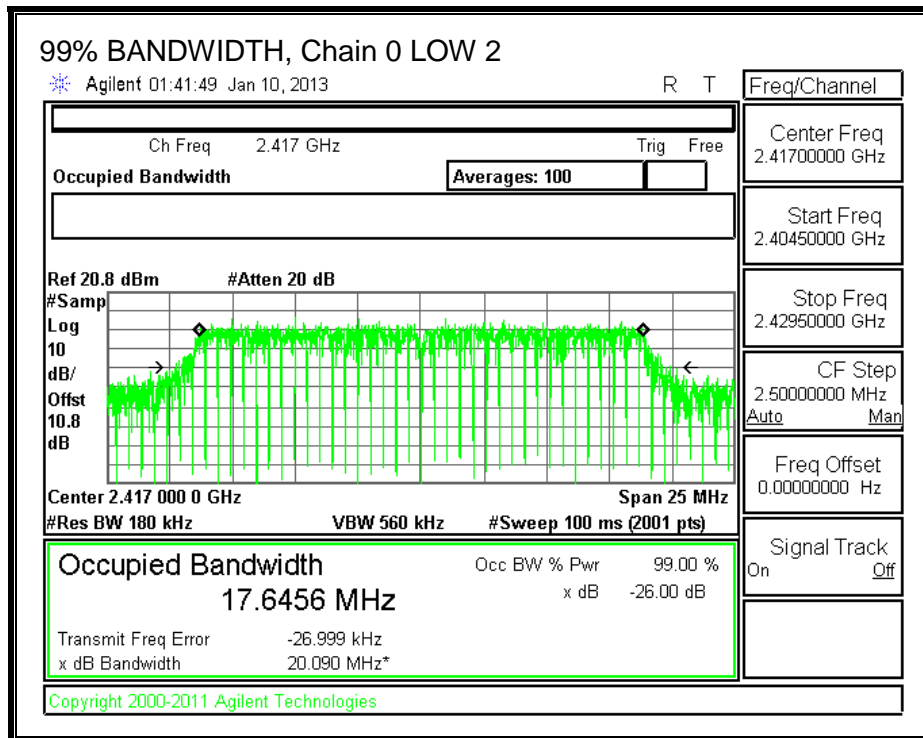 99% BANDWIDTH, Chain 0 LOW 2
Agilent 01:41:49 Jan 10, 2013 R T
Ch Freq 2.417 GHz Trig Free
Occupied Bandwidth Averages: 100
Ref 20.8 dBm #Atten 20 dB
#Samp
Log
10
dB/
Offst
10.8
dB
Center 2.417 000 0 GHz Span 25 MHz
#Res BW 180 kHz VBW 560 kHz #Sweep 100 ms (2001 pts)
Occupied Bandwidth Occ BW % Pwr 99.00 %
17.6456 MHz x dB -26.00 dB
Transmit Freq Error -26.999 kHz
x dB Bandwidth 20.090 MHz*
Copyright 2000-2011 Agilent Technologies
Freq/Channel
Center Freq
2.41700000 GHz
Start Freq
2.40450000 GHz
Stop Freq
2.42950000 GHz
CF Step
2.50000000 MHz
Auto Man
Freq Offset
0.00000000 Hz
Signal Track
On Off